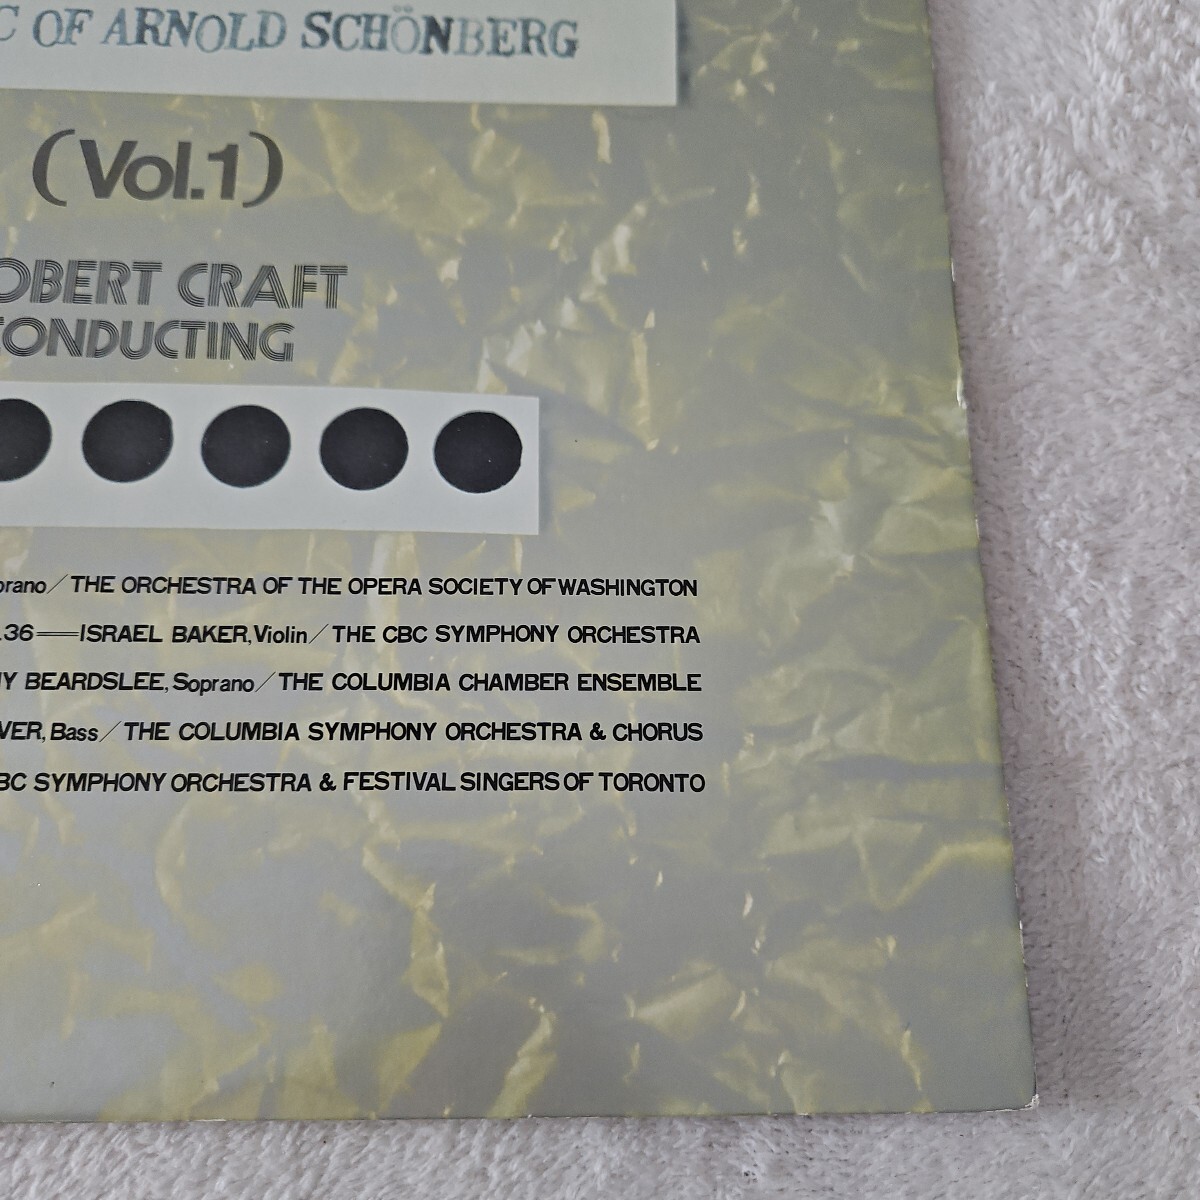 C OF ARNOLD SCHÖNBERG
(Vol.1)
OBERT CRAFT
CONDUCTING
prano／THE ORCHESTRA OF THE OPERA SOCIETY OF WASHINGTON
.36══ISRAEL BAKER, Violin／THE CBC SYMPHONY ORCHESTRA
Y BEARDSLEE, Soprano／THE COLUMBIA CHAMBER ENSEMBLE
VER, Bass／THE COLUMBIA SYMPHONY ORCHESTRA & CHORUS
BC SYMPHONY ORCHESTRA & FESTIVAL SINGERS OF TORONTO